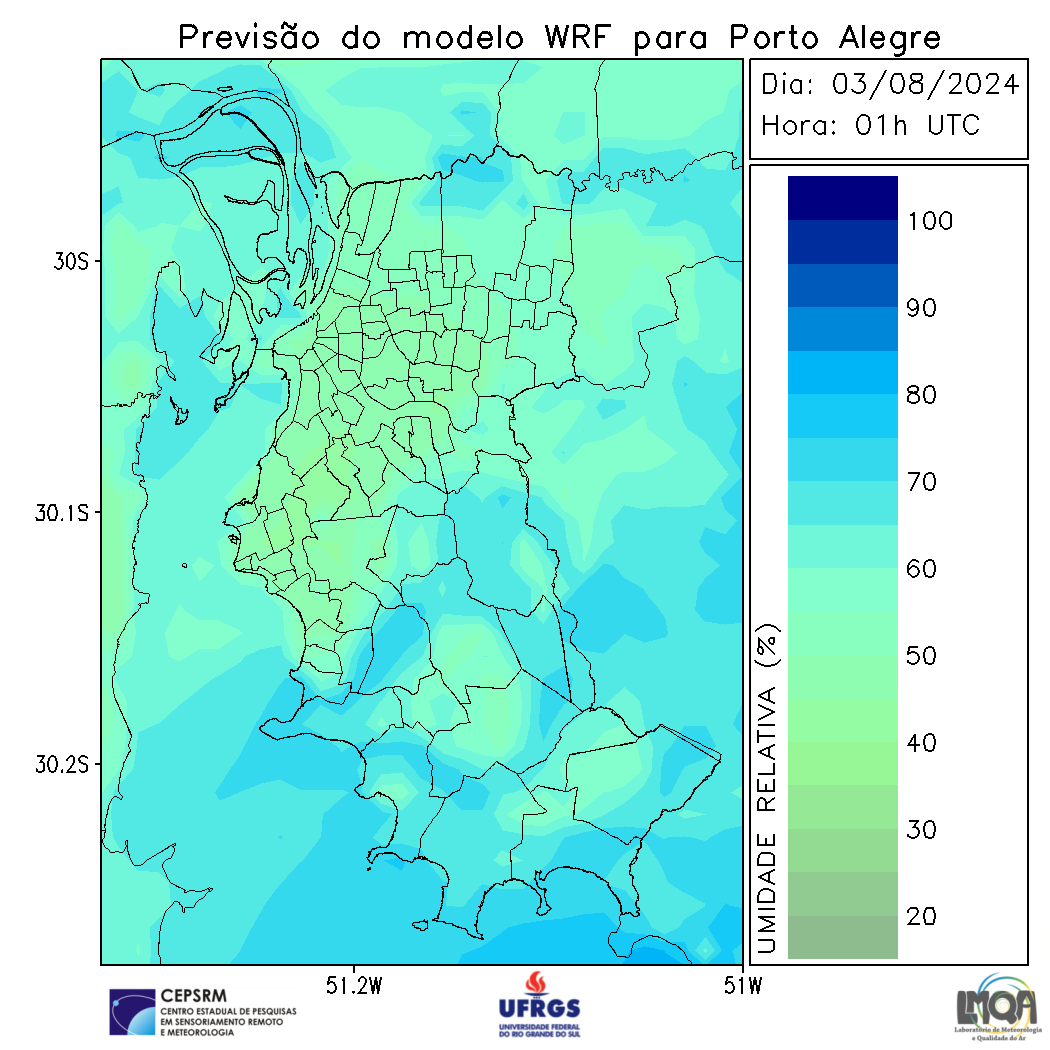 Previsão do modelo WRF para Porto Alegre
Dia: 03/08/2024
Hora: 01h UTC
30S
30.1S
30.2S
51.2W
51W
100
90
80
70
60
50
40
30
20
UMIDADE RELATIVA (%)
CEPSRM
CENTRO ESTADUAL DE PESQUISAS
EM SENSORIAMENTO REMOTO
E METEOROLOGIA
UFRGS
UNIVERSIDADE FEDERAL
DO RIO GRANDE DO SUL
LMQA
Laboratório de Meteorologia
e Qualidade do Ar